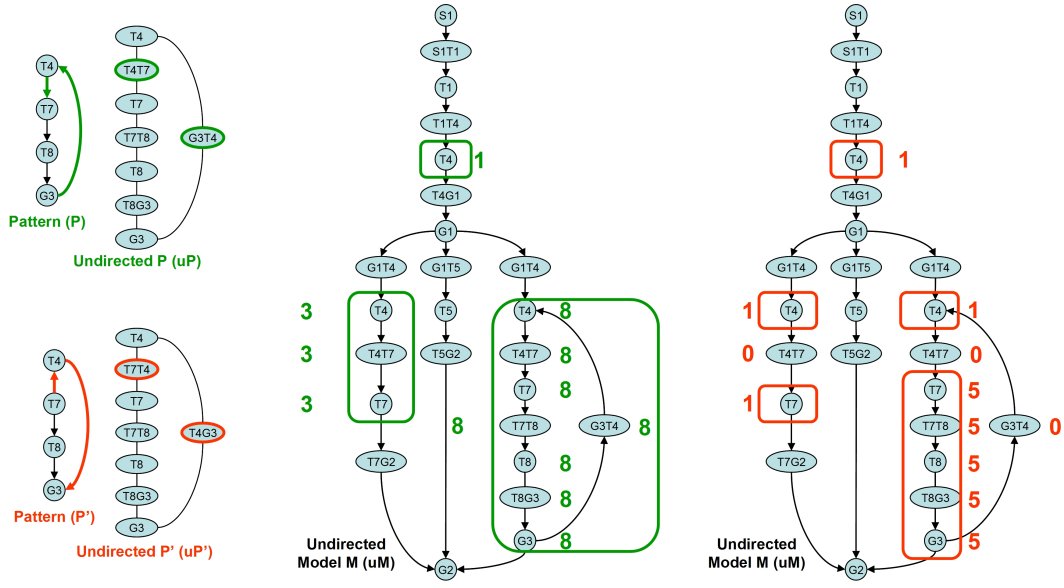 T4
T7
T8
G3
Pattern (P)
T4
T4T7
T7
T7T8
T8
T8G3
G3
G3T4
Undirected P (uP)
T4
T7
T8
G3
Pattern (P’)
T4
T7T4
T7
T7T8
T8
T8G3
G3
T4G3
Undirected P’ (uP’)
S1
S1T1
T1
T1T4
T4 1
T4G1
G1
G1T4 G1T5 G1T4
3 T4 T5 T4 8
3 T4T7 T5G2 T4T7 8
3 T7 T7 8
8 T7T8 G3T4 8
T7G2 T8 8
T8G3 8
G3 8
G2
Undirected
Model M (uM)
S1
S1T1
T1
T1T4
T4 1
T4G1
G1
G1T4 G1T5 G1T4
1 T4 T5 T4 1
0 T4T7 T5G2 T4T7 0
1 T7 T7 5
T7T8 5 G3T4 0
T7G2 T8 5
T8G3 5
G3 5
G2
Undirected
Model M (uM)